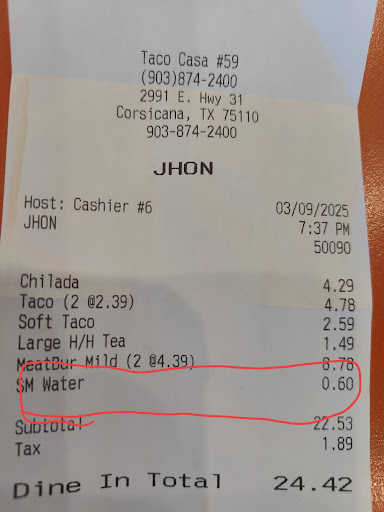 Taco Casa #59
(903)874-2400
2991 E. Hwy 31
Corsicana, TX 75110
903-874-2400
JHON
Host: Cashier #6 03/09/2025
JHON 7:37 PM
50090
Chilada 4.29
Taco (2 @2.39) 4.78
Soft Taco 2.59
Large H/H Tea 1.49
MeatBur Mild (2 @4.39) 8.78
SM Water 0.60
Subtotal 22.53
Tax 1.89
Dine In Total 24.42